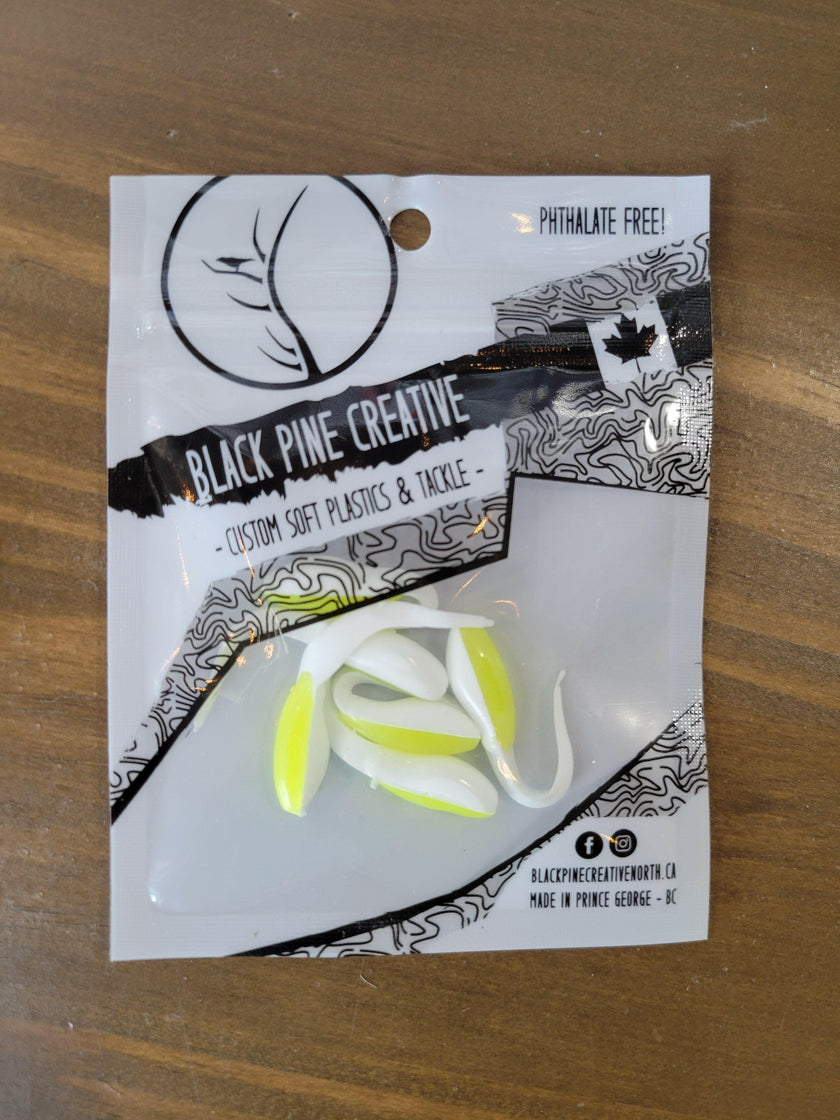 PHTHALATE FREE!
BLACK PINE CREATIVE
- CUSTOM SOFT PLASTICS & TACKLE -
BLACKPINECREATIVENORTH.CA
MADE IN PRINCE GEORGE - BC